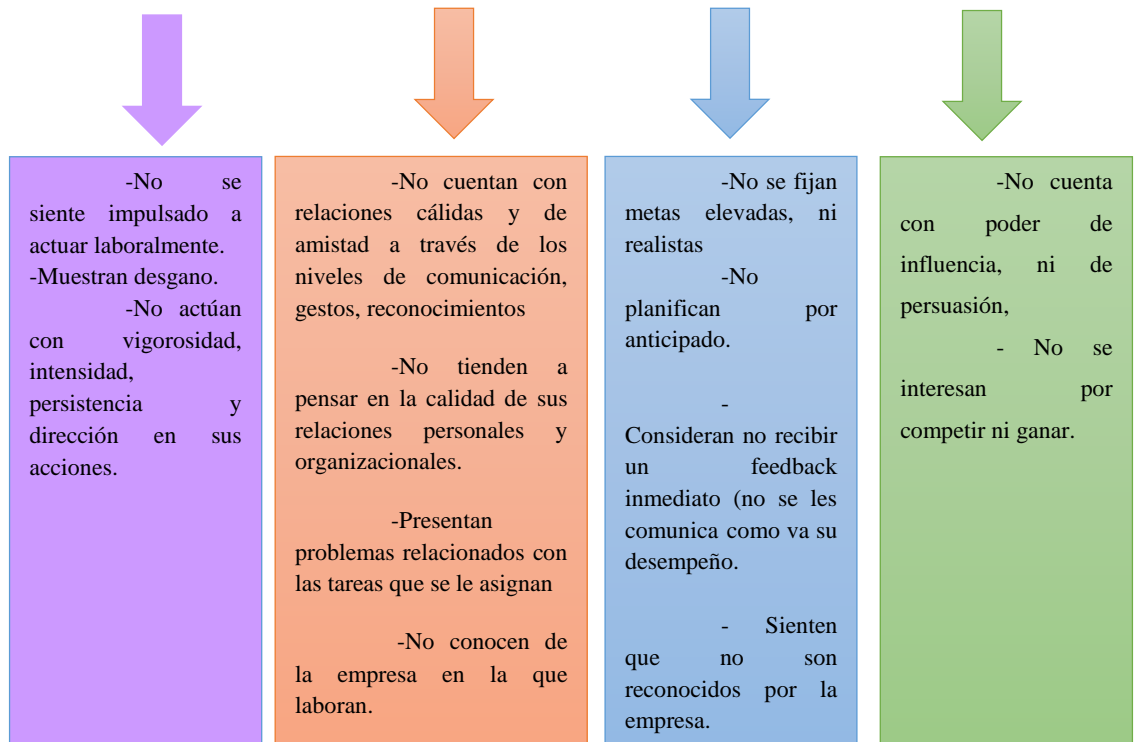 -No se
siente impulsado a
actuar laboralmente.
-Muestran desgano.
-No actúan
con vigorosidad,
intensidad,
persistencia y
dirección en sus
acciones.
-No cuentan con
relaciones cálidas y de
amistad a través de los
niveles de comunicación,
gestos, reconocimientos
-No tienden a
pensar en la calidad de sus
relaciones personales y
organizacionales.
-Presentan
problemas relacionados con
las tareas que se le asignan
-No conocen de
la empresa en la que
laboran.
-No se fijan
metas elevadas, ni
realistas
-No
planifican por
anticipado.
-
Consideran no recibir
un feedback
inmediato (no se les
comunica como va su
desempeño.
- Sienten
que no son
reconocidos por la
empresa.
-No cuenta
con poder de
influencia, ni de
persuasión,
- No se
interesan por
competir ni ganar.